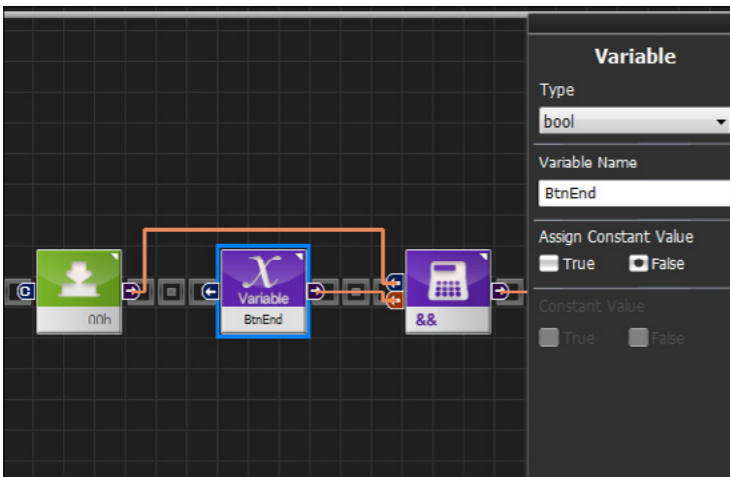 Variable
Type
bool
Variable Name
BtnEnd
Assign Constant Value
True False
Constant Value
True False
C
00h
X
Variable
BtnEnd
&&